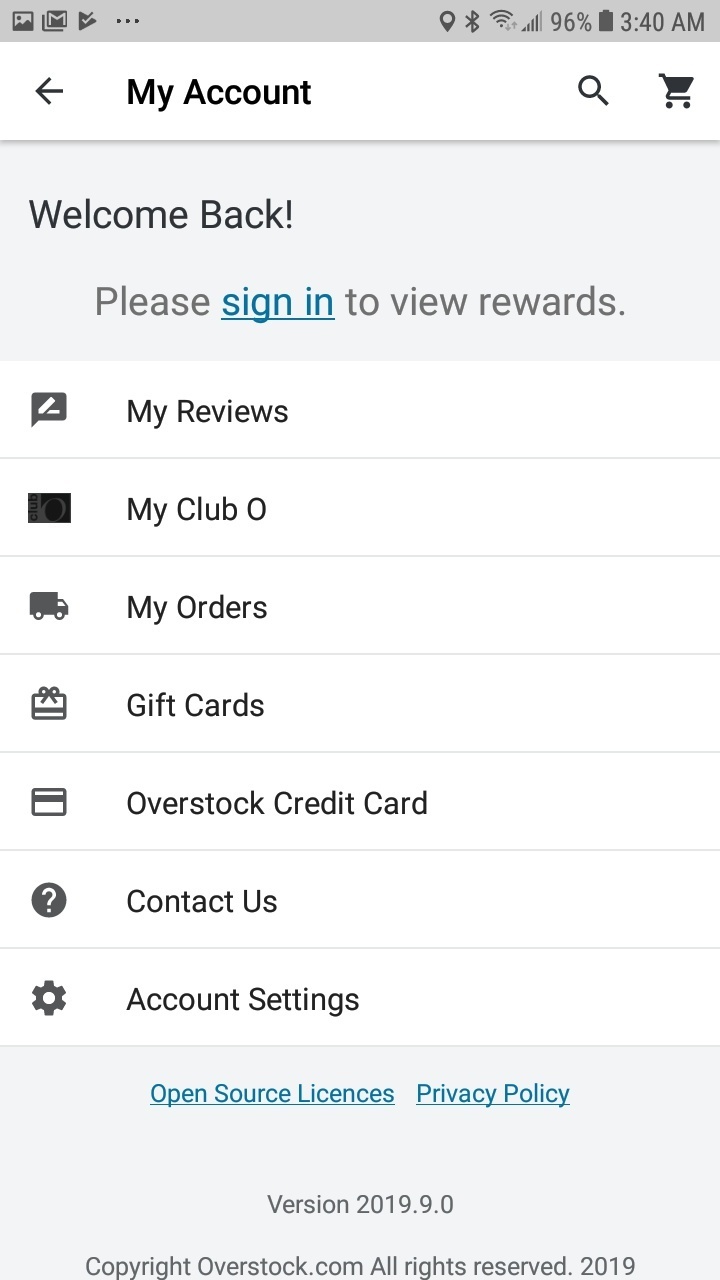 96% 3:40 AM
My Account
Welcome Back!
Please sign in to view rewards.
My Reviews
club O
My Club O
My Orders
Gift Cards
Overstock Credit Card
Contact Us
Account Settings
Open Source Licences Privacy Policy
Version 2019.9.0
Copyright Overstock.com All rights reserved. 2019